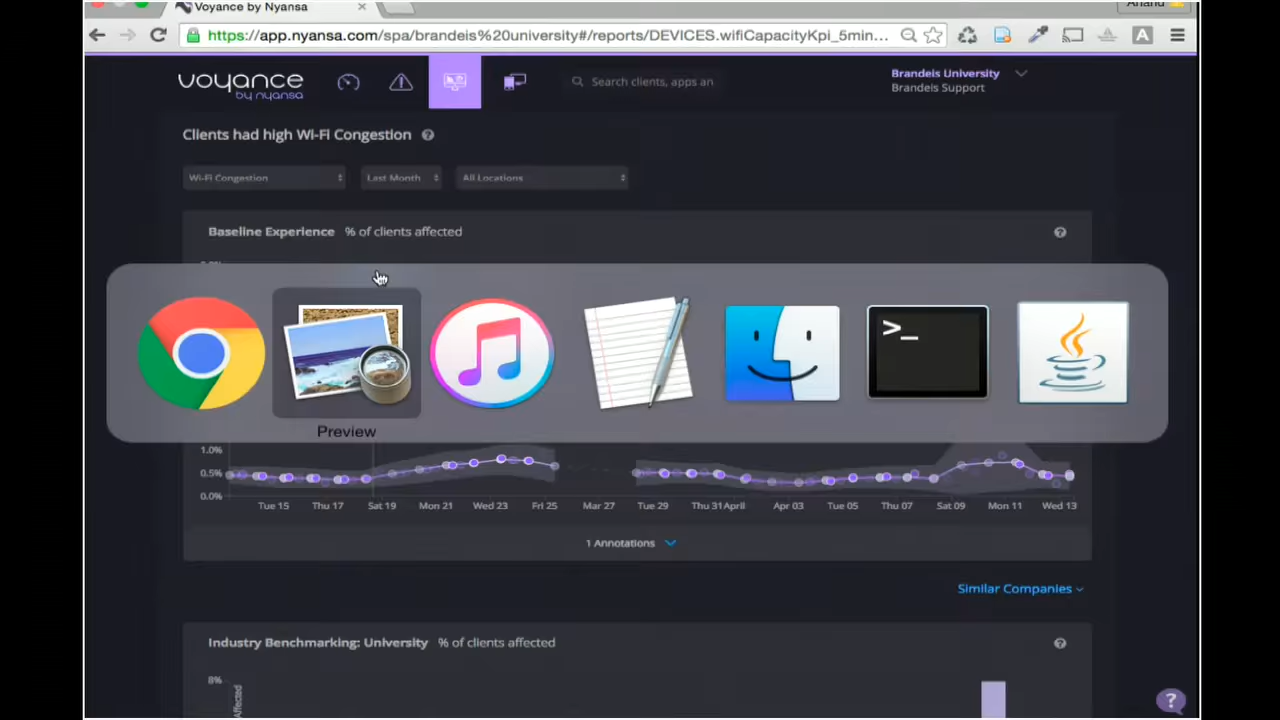 Voyance by Nyansa
Anand
https://app.nyansa.com/spa/brandeis%20university#/reports/DEVICES.wifiCapacityKpi_5min...
A
voyance
by nyansa
Search clients, apps an
Brandeis University
Brandeis Support
Clients had high Wi-Fi Congestion ?
Wi-Fi Congestion
Last Month
All Locations
Baseline Experience % of clients affected ?
>_
Preview
1.0%
0.5%
0.0%
Tue 15 Thu 17 Sat 19 Mon 21 Wed 23 Fri 25 Mar 27 Tue 29 Thu 31 April Apr 03 Tue 05 Thu 07 Sat 09 Mon 11 Wed 13
1 Annotations
Similar Companies
Industry Benchmarking: University % of clients affected ?
8%
Affected
?